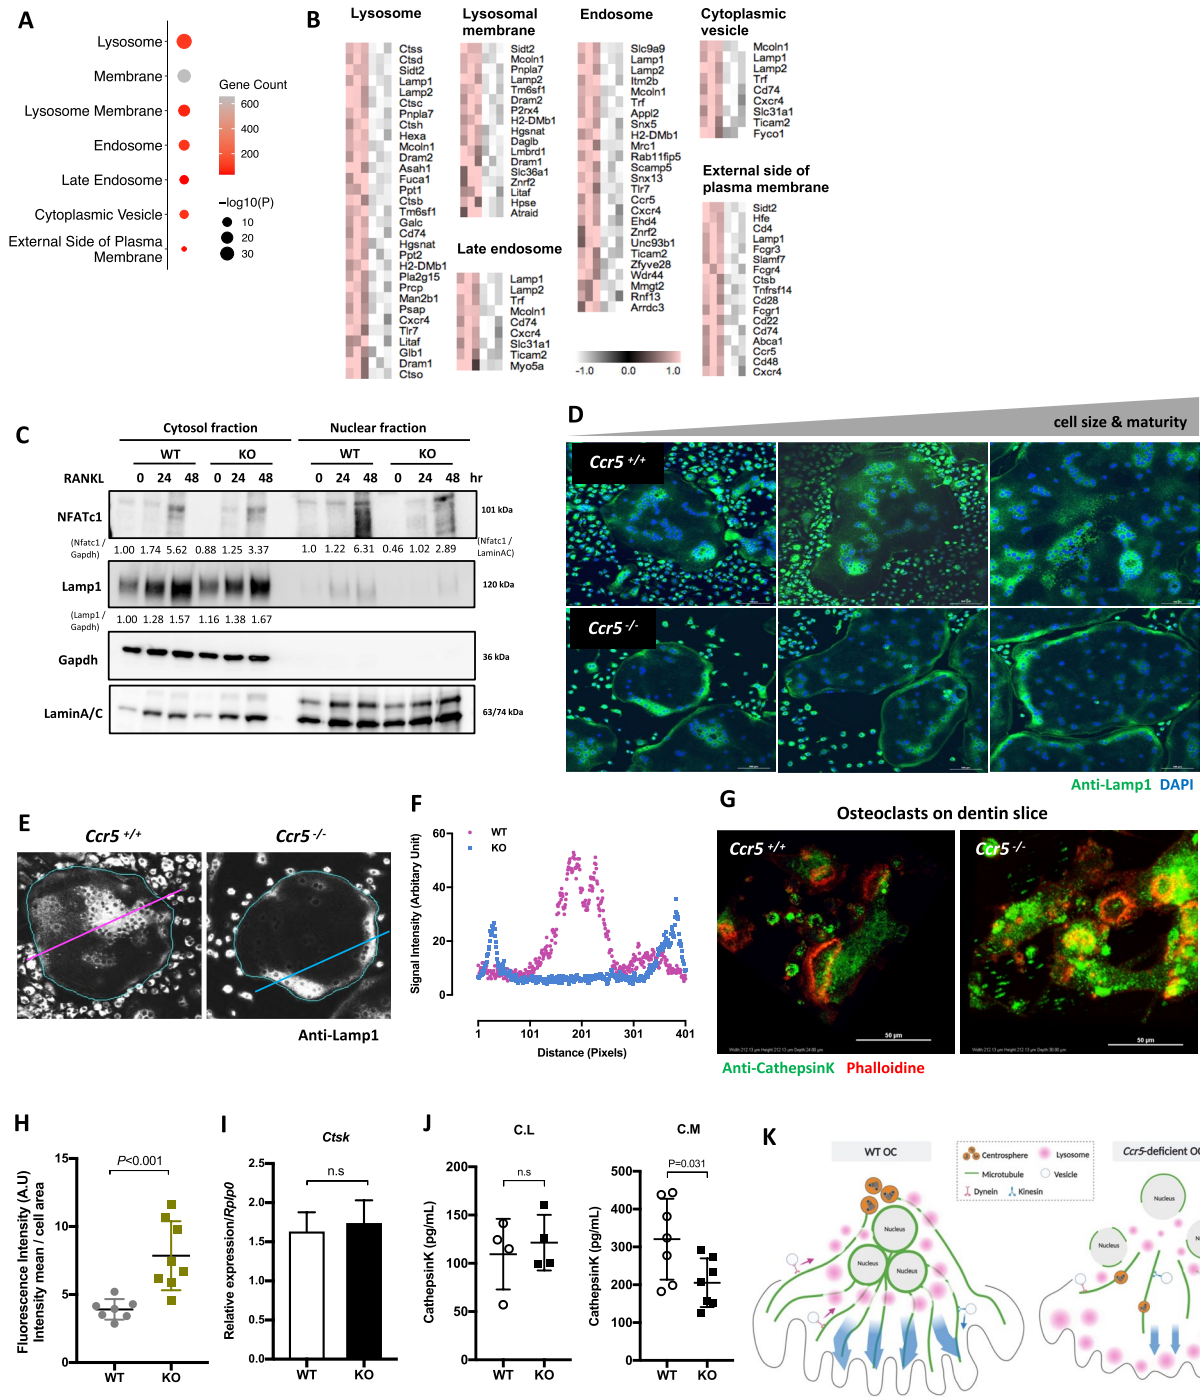 A
Lysosome
Membrane
Lysosome Membrane
Endosome
Late Endosome
Cytoplasmic Vesicle
External Side of Plasma
Membrane
Gene Count
600
400
200
−log10(P)
10
20
30
B
Lysosome
Ctss
Ctsd
Sidt2
Lamp1
Lamp2
Ctsc
Pnpla7
Ctsh
Hexa
Mcoln1
Dram2
Asah1
Fuca1
Ppt1
Ctsb
Tm6sf1
Galc
Cd74
Hgsnat
Ppt2
H2-DMb1
Pla2g15
Prcp
Man2b1
Psap
Cxcr4
Tlr7
Litaf
Glb1
Dram1
Ctso
Lysosomal
membrane
Sidt2
Mcoln1
Pnpla7
Lamp2
Tm6sf1
Dram2
P2rx4
H2-DMb1
Hgsnat
Daglb
Lmbrd1
Dram1
Slc36a1
Znrf2
Litaf
Hpse
Atraid
Late endosome
Lamp1
Lamp2
Trf
Mcoln1
Cd74
Cxcr4
Slc31a1
Ticam2
Myo5a
Endosome
Slc9a9
Lamp1
Lamp2
Itm2b
Mcoln1
Trf
Appl2
Snx5
H2-DMb1
Mrc1
Rab11fip5
Scamp5
Snx13
Tlr7
Ccr5
Cxcr4
Ehd4
Znrf2
Unc93b1
Ticam2
Zfyve28
Wdr44
Mmgt2
Rnf13
Arrdc3
-1.0 0.0 1.0
Cytoplasmic
vesicle
Mcoln1
Lamp1
Lamp2
Trf
Cd74
Cxcr4
Slc31a1
Ticam2
Fyco1
External side of
plasma membrane
Sidt2
Hfe
Cd4
Lamp1
Fcgr3
Slamf7
Fcgr4
Ctsb
Tnfrsf14
Cd28
Fcgr1
Cd22
Cd74
Abca1
Ccr5
Cd48
Cxcr4
C
Cytosol fraction Nuclear fraction
WT KO WT KO
RANKL 0 24 48 0 24 48 0 24 48 0 24 48 hr
NFATc1 101 kDa
(Nfatc1 /
Gapdh)
1.00 1.74 5.62 0.88 1.25 3.37 1.0 1.22 6.31 0.46 1.02 2.89
(Nfatc1 /
LaminAC)
Lamp1 120 kDa
(Lamp1 /
Gapdh)
1.00 1.28 1.57 1.16 1.38 1.67
Gapdh 36 kDa
LaminA/C 63/74 kDa
D
cell size & maturity
Ccr5 +/+
Ccr5 -/-
Anti-Lamp1 DAPI
E
Ccr5 +/+ Ccr5 -/-
Anti-Lamp1
F
WT
KO
Signal Intensity (Arbitary Unit)
60
40
20
0
1 101 201 301 401
Distance (Pixels)
G
Osteoclasts on dentin slice
Ccr5 +/+ Ccr5 -/-
50 µm 50 µm
Anti-CathepsinK Phalloidine
H
Fluorescence Intensity (A.U)
Intensity mean / cell area
15
10
5
0
P<0.001
WT KO
I
Ctsk
Relative expression/Rplp0
2.5
2.0
1.5
1.0
0.5
0.0
n.s
WT KO
J
C.L
CathepsinK (pg/mL)
200
150
100
50
0
n.s
WT KO
C.M
CathepsinK (pg/mL)
500
400
300
200
100
0
P=0.031
WT KO
K
WT OC
Centrosphere Lysosome
Microtubule Vesicle
Dynein Kinesin
Ccr5-deficient OC
Nucleus
Nucleus
Nucleus
Nucleus
Nucleus
Nucleus